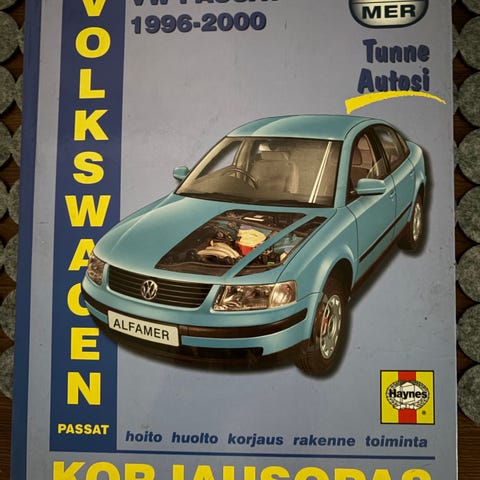 VOLKSWAGEN
PASSAT
VW PASSAT
1996-2000
MER
Tunne
Autosi
ALFAMER
Haynes
®
hoito huolto korjaus rakenne toiminta
KORJAUSOPAS